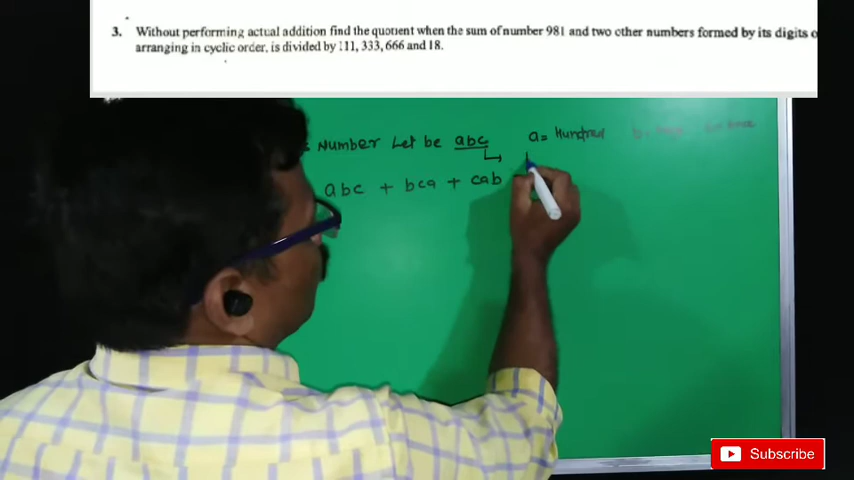 3. Without performing actual addition find the quotient when the sum of number 981 and two other numbers formed by its digits
arranging in cyclic order, is divided by 111, 333, 666 and 18.
Number Let be abc a = Hundred
abc + bca + cab
Subscribe